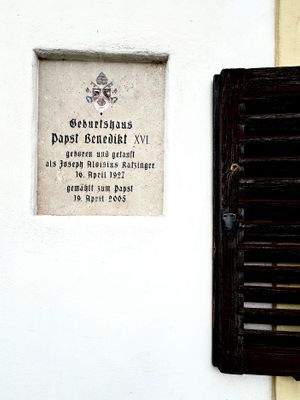 Geburtshaus
Papst Benedikt XVI
geboren und getauft
als Joseph Aloisius Ratzinger
16. April 1927
gewählt zum Papst
19. April 2005